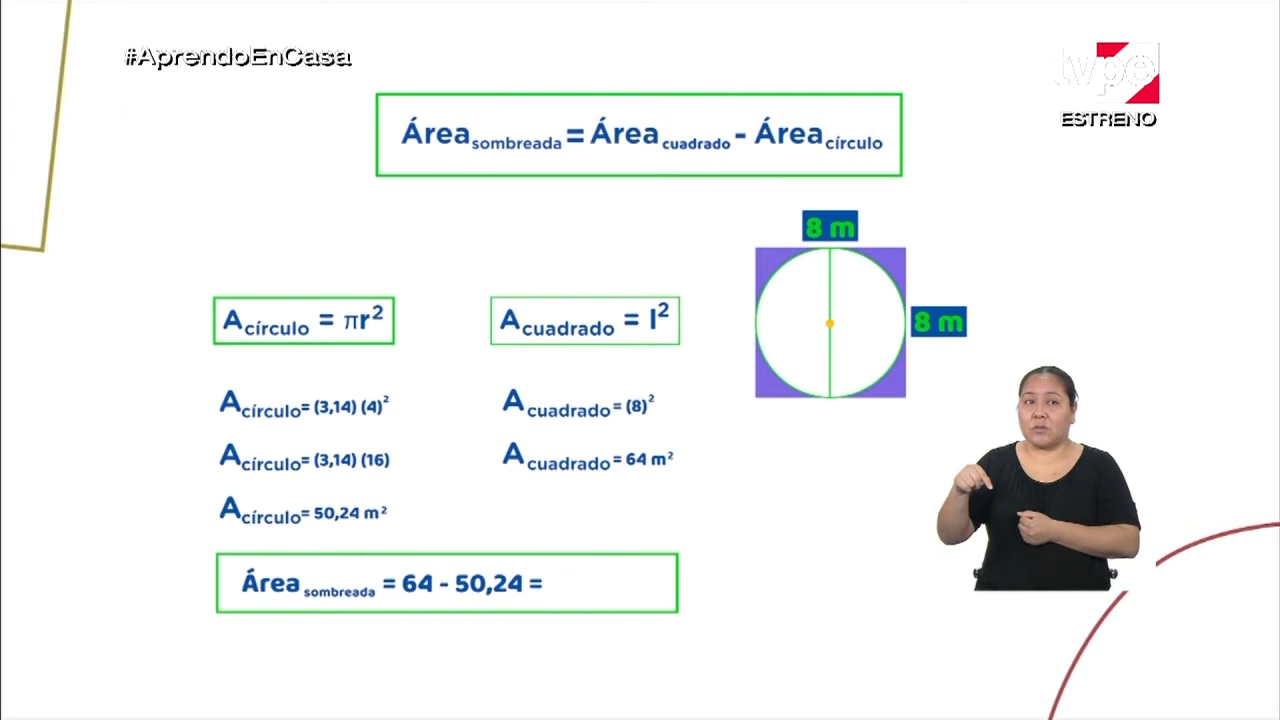 #AprendoEnCasa
tvpe
ESTRENO
Área sombreada = Área cuadrado - Área círculo
8 m
8 m
A círculo = πr²
A cuadrado = l²
A círculo = (3,14) (4)²
A cuadrado = (8)²
A círculo = (3,14) (16)
A cuadrado = 64 m²
A círculo = 50,24 m²
Área sombreada = 64 - 50,24 =